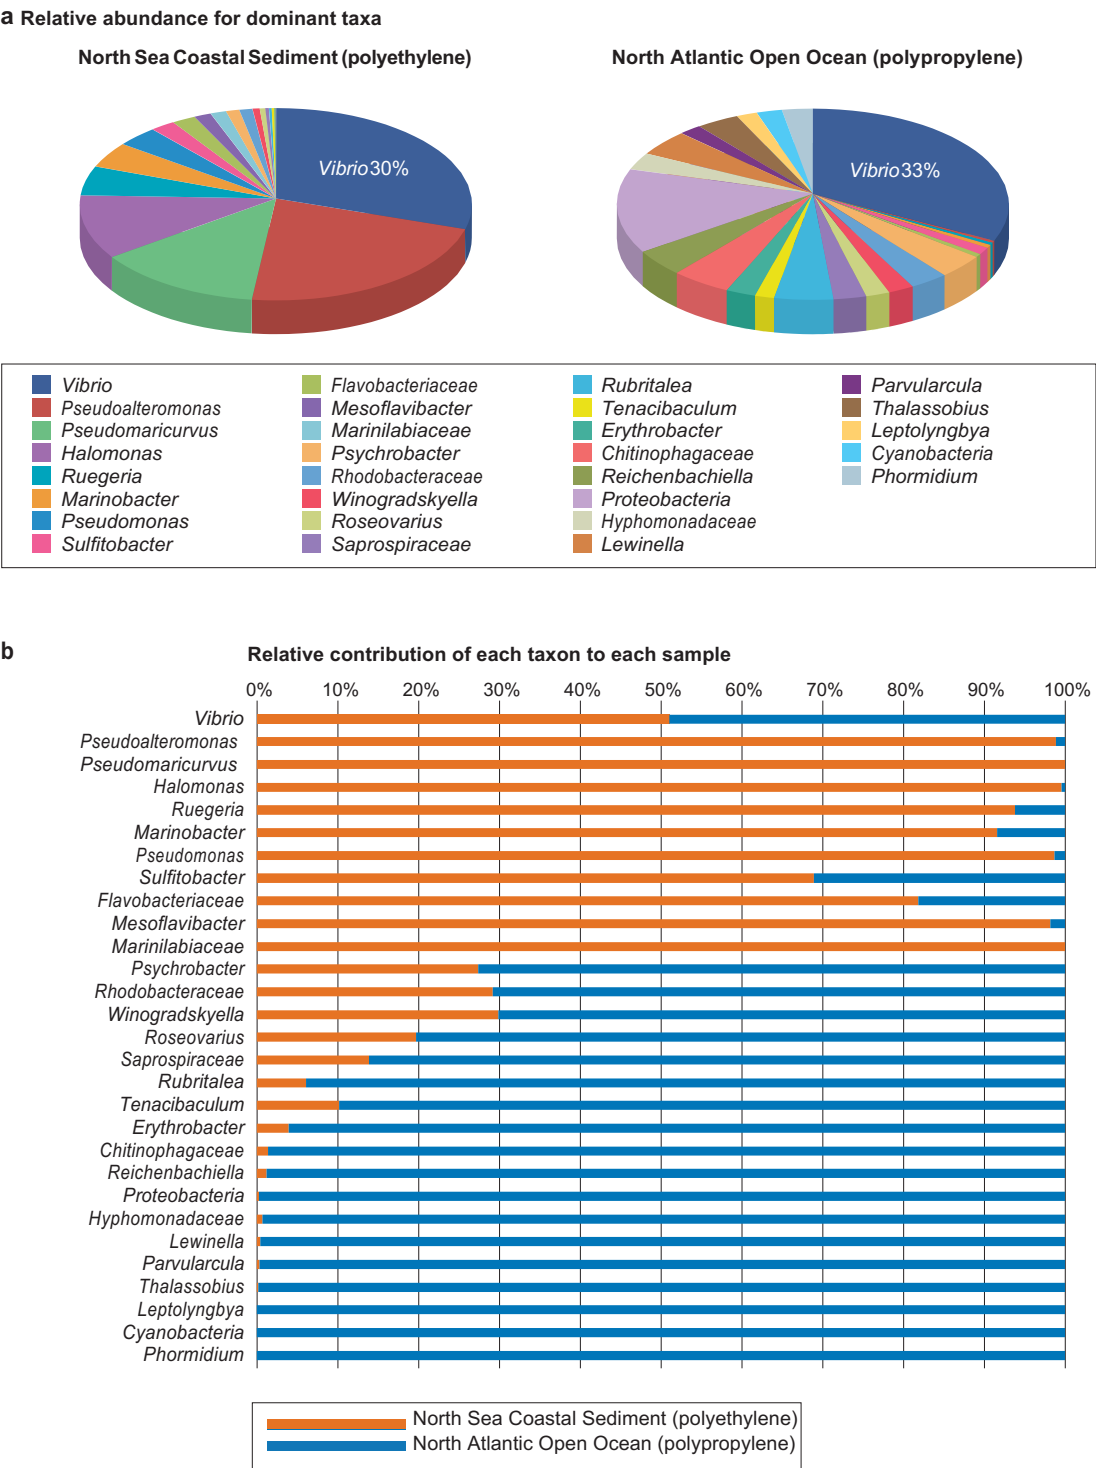 a Relative abundance for dominant taxa
North Sea Coastal Sediment (polyethylene)
North Atlantic Open Ocean (polypropylene)
Vibrio 30%
Vibrio 33%
Vibrio
Pseudoalteromonas
Pseudomaricurvus
Halomonas
Ruegeria
Marinobacter
Pseudomonas
Sulfitobacter
Flavobacteriaceae
Mesoflavibacter
Marinilabiaceae
Psychrobacter
Rhodobacteraceae
Winogradskyella
Roseovarius
Saprospiraceae
Rubritalea
Tenacibaculum
Erythrobacter
Chitinophagaceae
Reichenbachiella
Proteobacteria
Hyphomonadaceae
Lewinella
Parvularcula
Thalassobius
Leptolyngbya
Cyanobacteria
Phormidium
b Relative contribution of each taxon to each sample
0% 10% 20% 30% 40% 50% 60% 70% 80% 90% 100%
Vibrio
Pseudoalteromonas
Pseudomaricurvus
Halomonas
Ruegeria
Marinobacter
Pseudomonas
Sulfitobacter
Flavobacteriaceae
Mesoflavibacter
Marinilabiaceae
Psychrobacter
Rhodobacteraceae
Winogradskyella
Roseovarius
Saprospiraceae
Rubritalea
Tenacibaculum
Erythrobacter
Chitinophagaceae
Reichenbachiella
Proteobacteria
Hyphomonadaceae
Lewinella
Parvularcula
Thalassobius
Leptolyngbya
Cyanobacteria
Phormidium
North Sea Coastal Sediment (polyethylene)
North Atlantic Open Ocean (polypropylene)